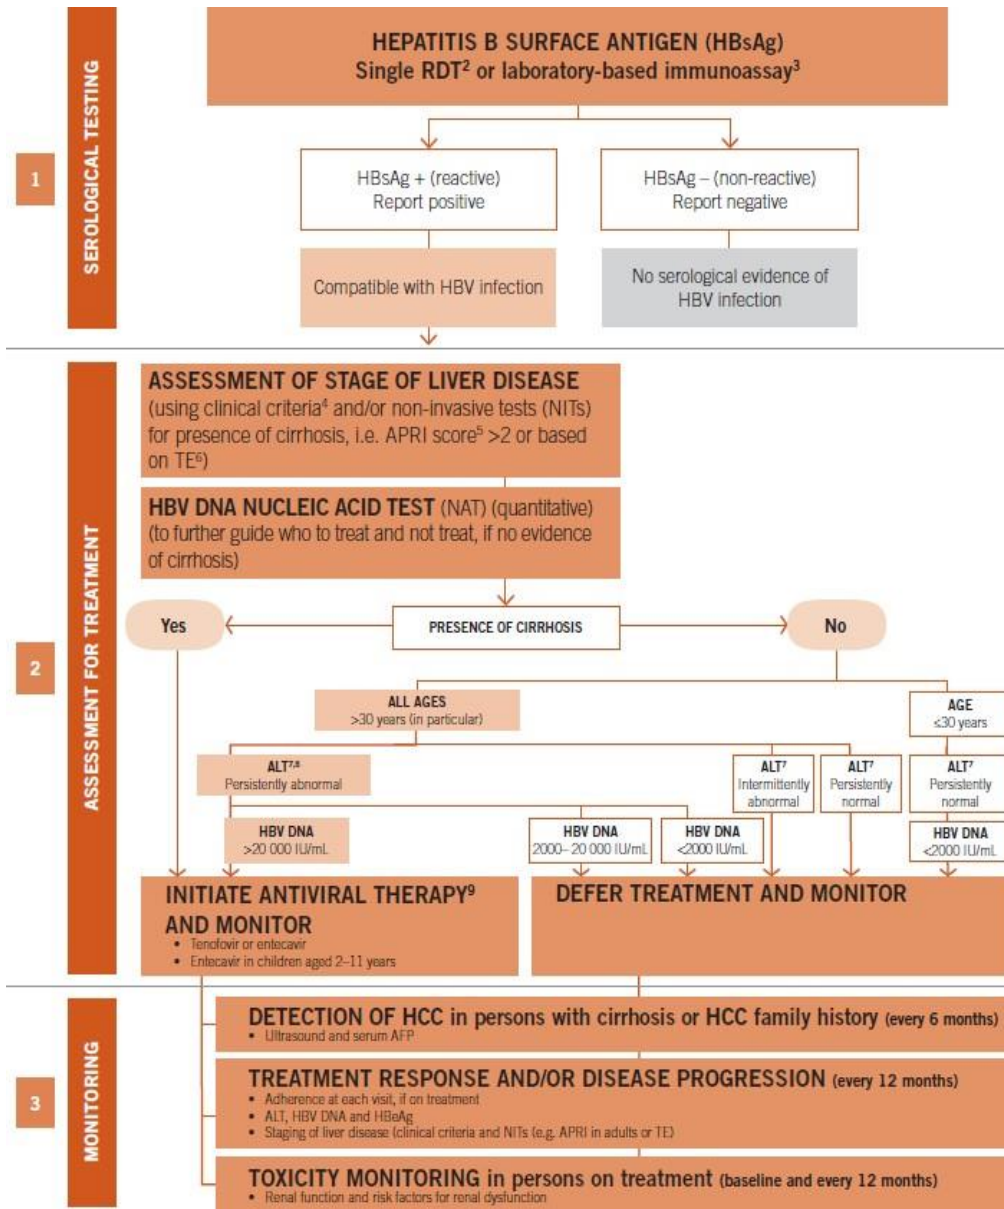 1
SEROLOGICAL TESTING
HEPATITIS B SURFACE ANTIGEN (HBsAg)
Single RDT² or laboratory-based immunoassay³
HBsAg + (reactive)
Report positive
HBsAg – (non-reactive)
Report negative
Compatible with HBV infection
No serological evidence of
HBV infection
2
ASSESSMENT FOR TREATMENT
ASSESSMENT OF STAGE OF LIVER DISEASE
(using clinical criteria⁴ and/or non-invasive tests (NITs)
for presence of cirrhosis, i.e. APRI score⁵ >2 or based
on TE⁶)
HBV DNA NUCLEIC ACID TEST (NAT) (quantitative)
(to further guide who to treat and not treat, if no evidence
of cirrhosis)
Yes
PRESENCE OF CIRRHOSIS
No
ALL AGES
>30 years (in particular)
AGE
≤30 years
ALT⁷,⁸
Persistently abnormal
ALT⁷
Intermittently
abnormal
ALT⁷
Persistently
normal
ALT⁷
Persistently
normal
HBV DNA
>20 000 IU/mL
HBV DNA
2000–20 000 IU/mL
HBV DNA
<2000 IU/mL
HBV DNA
<2000 IU/mL
INITIATE ANTIVIRAL THERAPY⁹
AND MONITOR
• Tenofovir or entecavir
• Entecavir in children aged 2–11 years
DEFER TREATMENT AND MONITOR
3
MONITORING
DETECTION OF HCC in persons with cirrhosis or HCC family history (every 6 months)
• Ultrasound and serum AFP
TREATMENT RESPONSE AND/OR DISEASE PROGRESSION (every 12 months)
• Adherence at each visit, if on treatment
• ALT, HBV DNA and HBeAg
• Staging of liver disease (clinical criteria and NITs (e.g. APRI in adults or TE)
TOXICITY MONITORING in persons on treatment (baseline and every 12 months)
• Renal function and risk factors for renal dysfunction